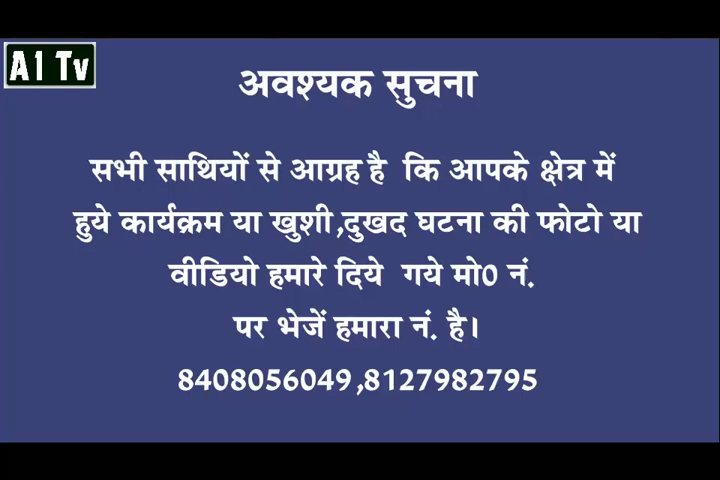 A1 Tv
अवश्यक सुचना
सभी साथियों से आग्रह है कि आपके क्षेत्र में
हुये कार्यक्रम या खुशी,दुखद घटना की फोटो या
वीडियो हमारे दिये गये मो0 नं.
पर भेजें हमारा नं. है।
8408056049,8127982795